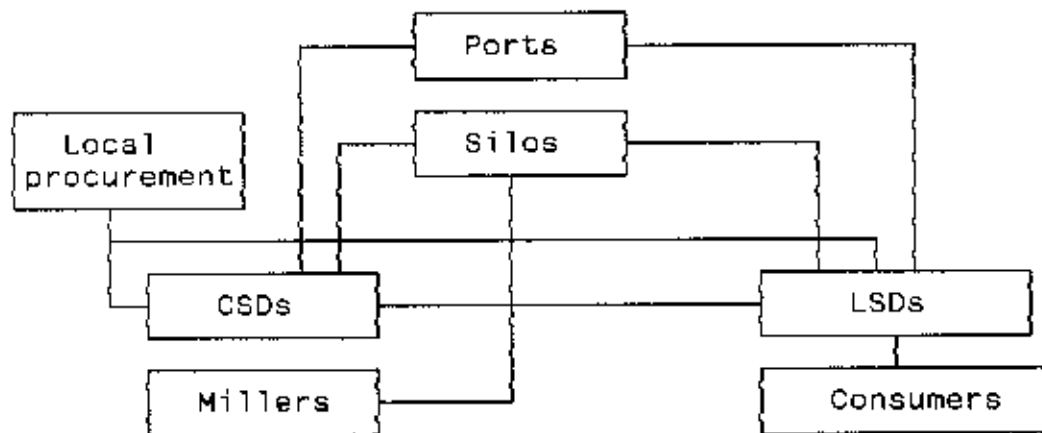 Ports
Local
procurement
Silos
CSDs
LSDs
Millers
Consumers